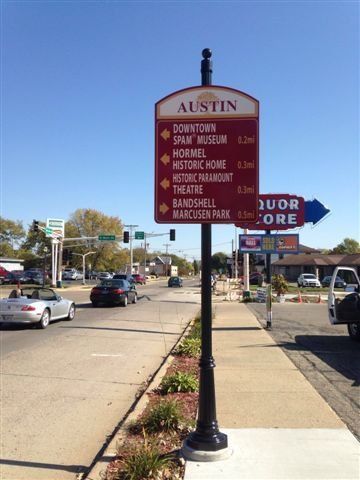 AUSTIN
DOWNTOWN
SPAM® MUSEUM 0.2mi
HORMEL
HISTORIC HOME 0.3mi
HISTORIC PARAMOUNT
THEATRE 0.3mi
BANDSHELL
MARCUSEN PARK 0.5mi
QUOR
ORE